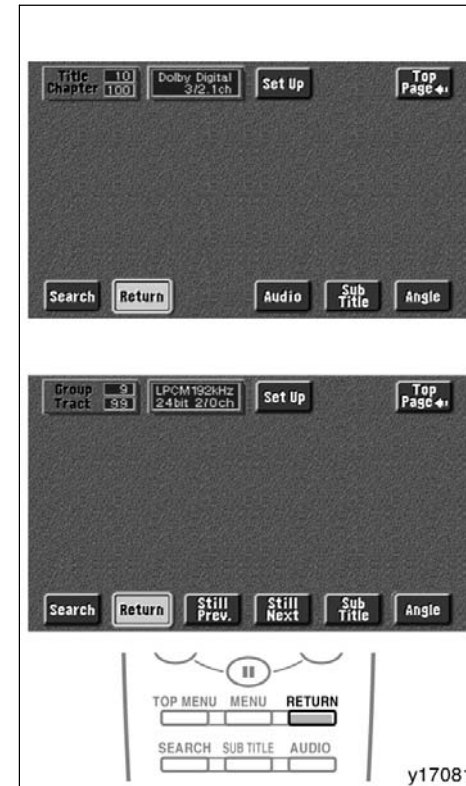 Title 10 Dolby Digital Set Up Top
Chapter 100 3/2.1ch Page
Search Return Audio Sub Title Angle
Group 9 LPCM192kHz Set Up Top
Track 99 24bit 2/0ch Page
Search Return Still Prev. Still Next Sub Title Angle
TOP MENU MENU RETURN
SEARCH SUB TITLE AUDIO
y17081